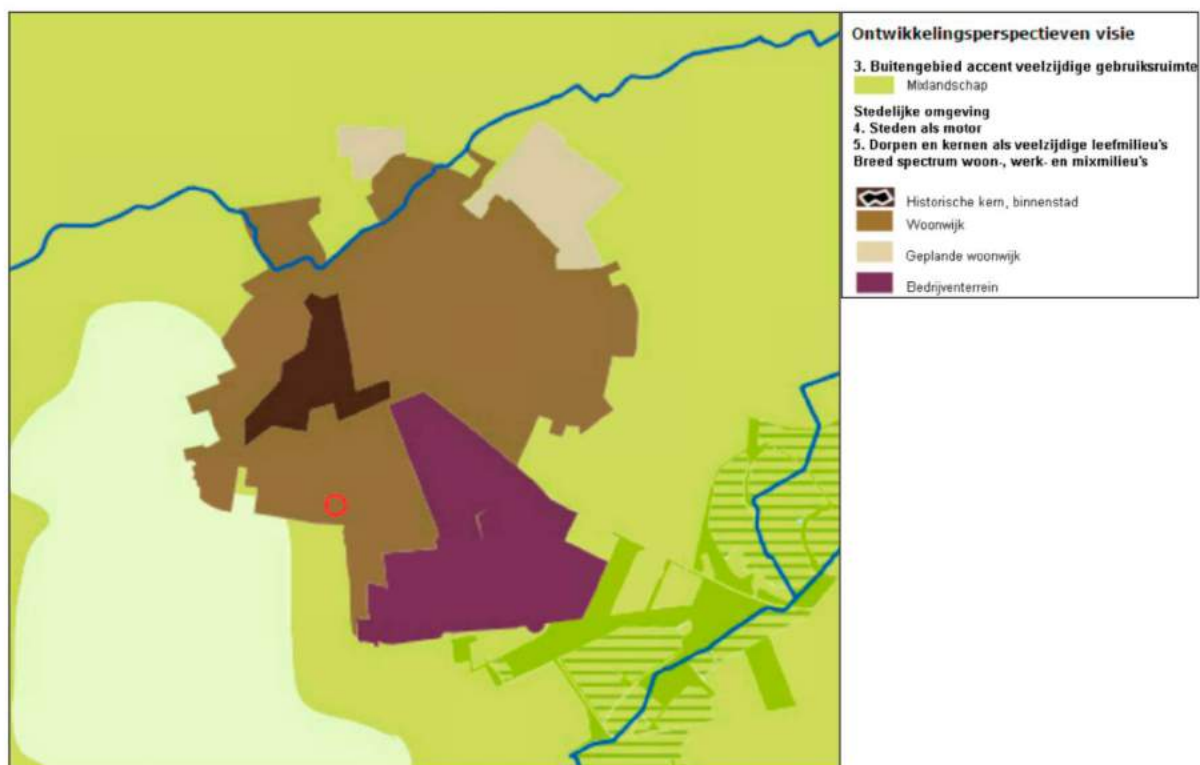 Ontwikkelingsperspectieven visie
3. Buitengebied accent veelzijdige gebruiksruimte
Mixlandschap
Stedelijke omgeving
4. Steden als motor
5. Dorpen en kernen als veelzijdige leefmilieu's
Breed spectrum woon-, werk- en mixmilieu's
Historische kern, binnenstad
Woonwijk
Geplande woonwijk
Bedrijventerrein